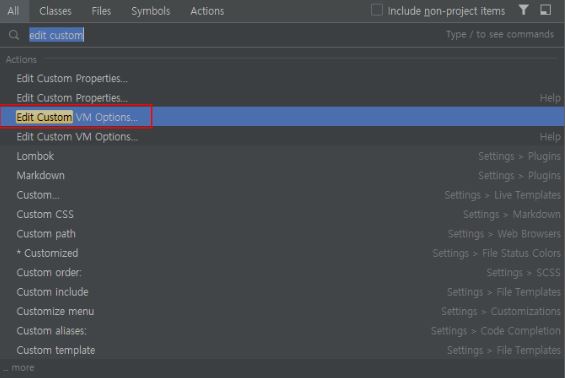 All Classes Files Symbols Actions Include non-project items
edit custom Type / to see commands
Actions
Edit Custom Properties...
Edit Custom Properties... Help
Edit Custom VM Options...
Edit Custom VM Options... Help
Lombok Settings > Plugins
Markdown Settings > Plugins
Custom... Settings > Live Templates
Custom CSS Settings > Markdown
Custom path Settings > Web Browsers
* Customized Settings > File Status Colors
Custom order: Settings > SCSS
Custom include Settings > File Templates
Customize menu Settings > Customizations
Custom aliases: Settings > Code Completion
Custom template Settings > File Templates
... more